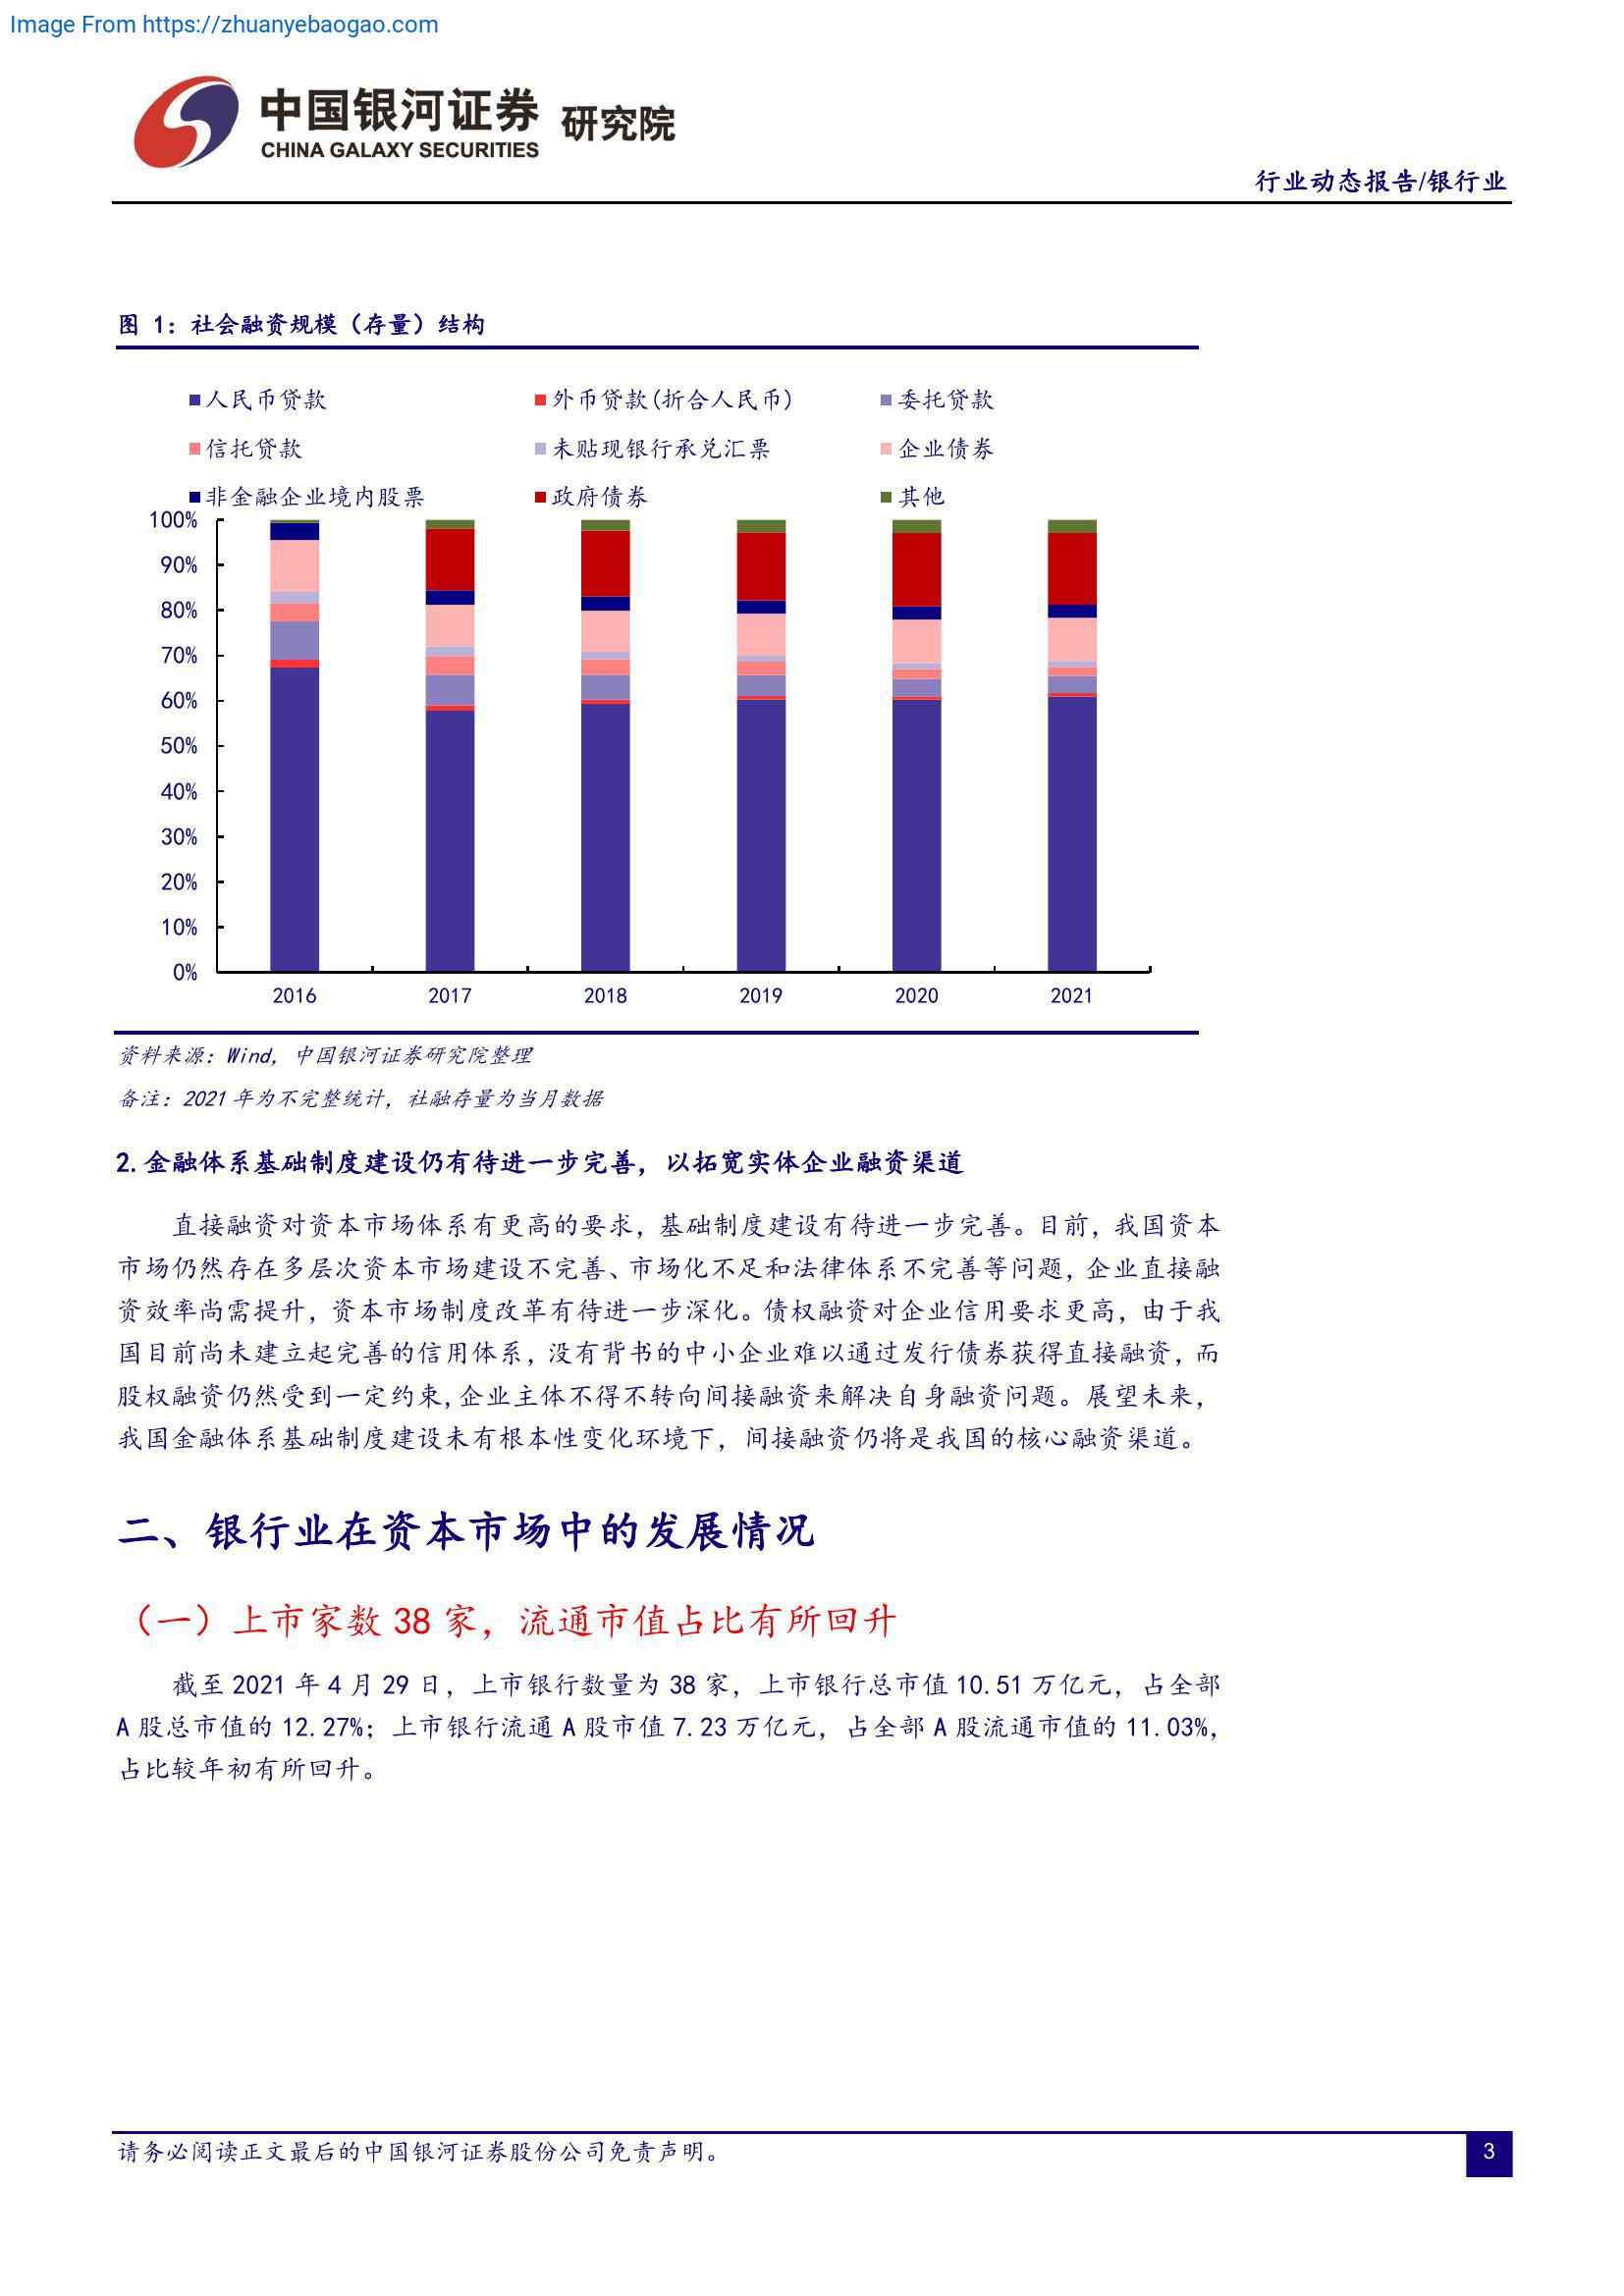 Image From https://zhuanyebaogao.com
中国银河证券 研究院
CHINA GALAXY SECURITIES
行业动态报告/银行业
图 1：社会融资规模（存量）结构
人民币贷款 外币贷款(折合人民币) 委托贷款
信托贷款 未贴现银行承兑汇票 企业债券
非金融企业境内股票 政府债券 其他
100%
90%
80%
70%
60%
50%
40%
30%
20%
10%
0%
2016 2017 2018 2019 2020 2021
资料来源：Wind，中国银河证券研究院整理
备注：2021 年为不完整统计，社融存量为当月数据
2.金融体系基础制度建设仍有待进一步完善，以拓宽实体企业融资渠道
直接融资对资本市场体系有更高的要求，基础制度建设有待进一步完善。目前，我国资本
市场仍然存在多层次资本市场建设不完善、市场化不足和法律体系不完善等问题，企业直接融
资效率尚需提升，资本市场制度改革有待进一步深化。债权融资对企业信用要求更高，由于我
国目前尚未建立起完善的信用体系，没有背书的中小企业难以通过发行债券获得直接融资，而
股权融资仍然受到一定约束，企业主体不得不转向间接融资来解决自身融资问题。展望未来，
我国金融体系基础制度建设未有根本性变化环境下，间接融资仍将是我国的核心融资渠道。
二、银行业在资本市场中的发展情况
（一）上市家数 38 家，流通市值占比有所回升
截至 2021 年 4 月 29 日，上市银行数量为 38 家，上市银行总市值 10.51 万亿元，占全部
A 股总市值的 12.27%；上市银行流通 A 股市值 7.23 万亿元，占全部 A 股流通市值的 11.03%，
占比较年初有所回升。
请务必阅读正文最后的中国银河证券股份公司免责声明。
3